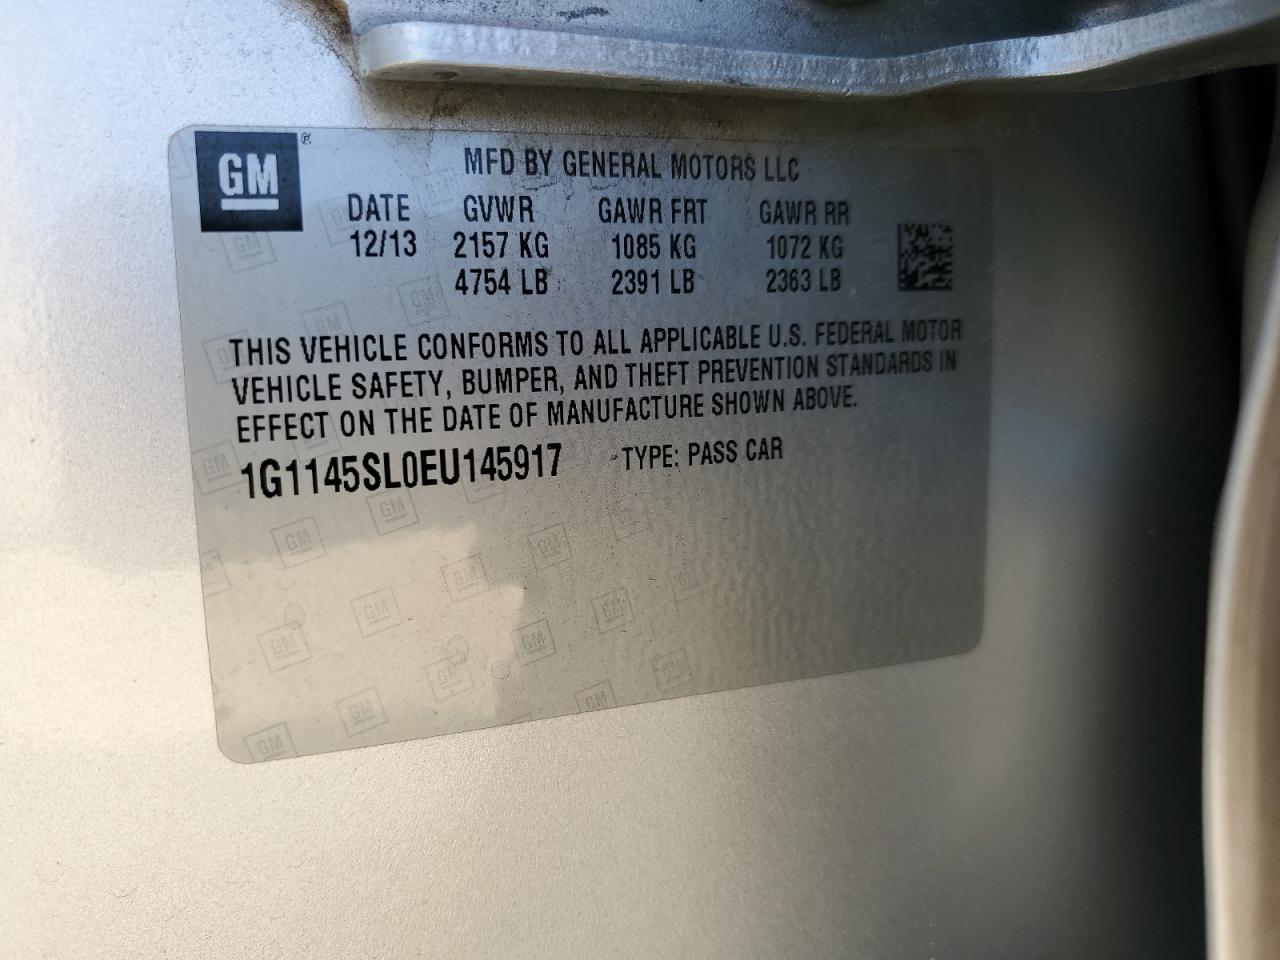 GM®
MFD BY GENERAL MOTORS LLC
DATE GVWR GAWR FRT GAWR RR
12/13 2157 KG 1085 KG 1072 KG
4754 LB 2391 LB 2363 LB
THIS VEHICLE CONFORMS TO ALL APPLICABLE U.S. FEDERAL MOTOR
VEHICLE SAFETY, BUMPER, AND THEFT PREVENTION STANDARDS IN
EFFECT ON THE DATE OF MANUFACTURE SHOWN ABOVE.
1G1145SL0EU145917 TYPE: PASS CAR